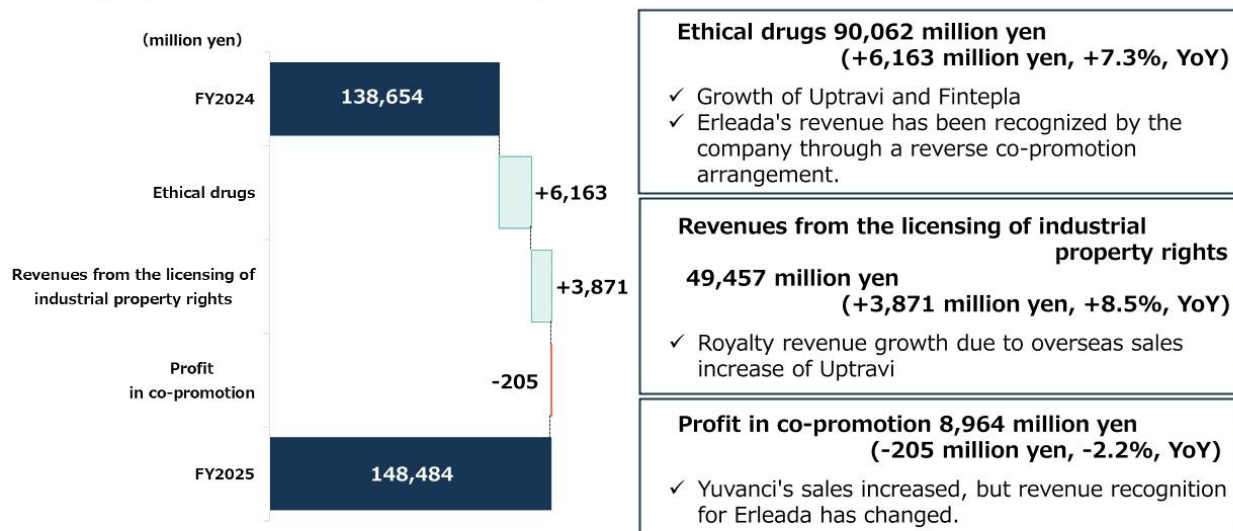 (million yen)
FY2024
138,654
Ethical drugs
+6,163
Revenues from the licensing of
industrial property rights
+3,871
Profit
in co-promotion
-205
FY2025
148,484
Ethical drugs 90,062 million yen
(+6,163 million yen, +7.3%, YoY)
✓ Growth of Uptravi and Fintepla
✓ Erleada's revenue has been recognized by the
company through a reverse co-promotion
arrangement.
Revenues from the licensing of industrial
property rights
49,457 million yen
(+3,871 million yen, +8.5%, YoY)
✓ Royalty revenue growth due to overseas sales
increase of Uptravi
Profit in co-promotion 8,964 million yen
(-205 million yen, -2.2%, YoY)
✓ Yuvanci's sales increased, but revenue recognition
for Erleada has changed.